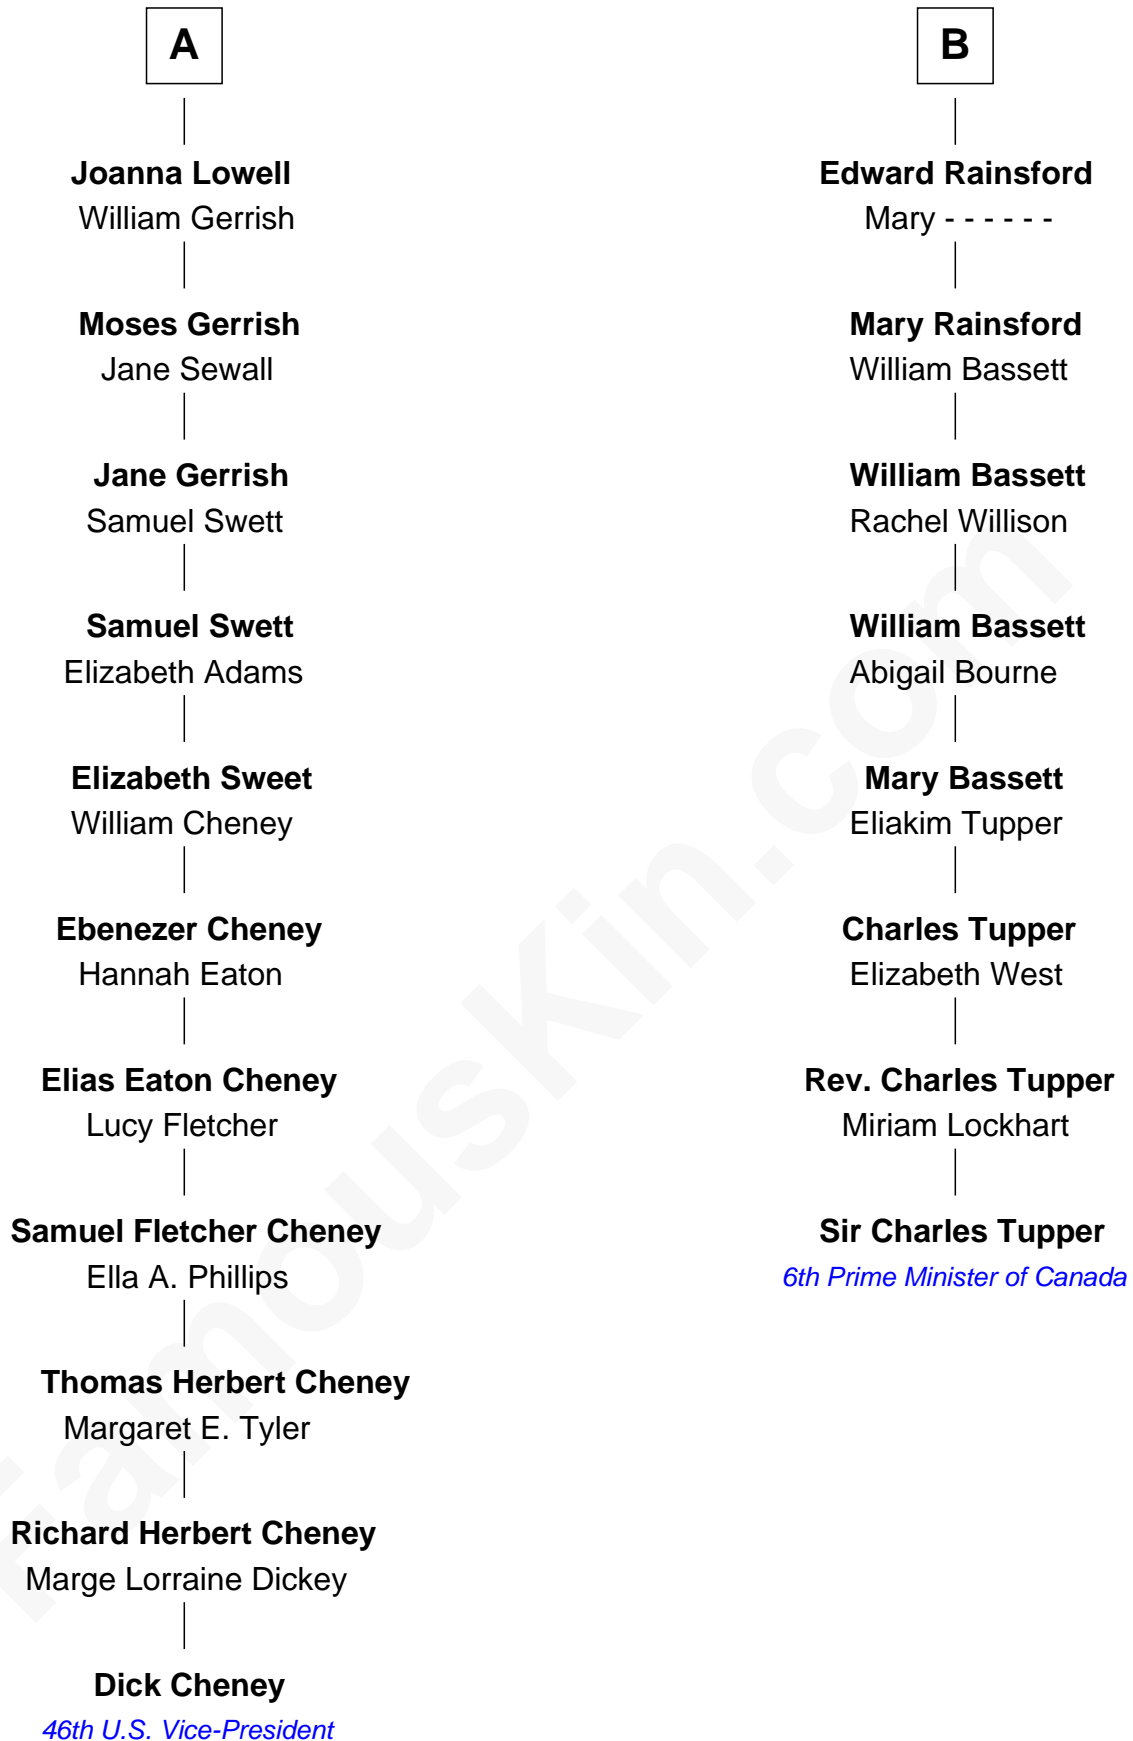 A
Joanna Lowell
William Gerrish
Moses Gerrish
Jane Sewall
Jane Gerrish
Samuel Swett
Samuel Swett
Elizabeth Adams
Elizabeth Sweet
William Cheney
Ebenezer Cheney
Hannah Eaton
Elias Eaton Cheney
Lucy Fletcher
Samuel Fletcher Cheney
Ella A. Phillips
Thomas Herbert Cheney
Margaret E. Tyler
Richard Herbert Cheney
Marge Lorraine Dickey
Dick Cheney
46th U.S. Vice-President
B
Edward Rainsford
Mary - - - - - -
Mary Rainsford
William Bassett
William Bassett
Rachel Willison
William Bassett
Abigail Bourne
Mary Bassett
Eliakim Tupper
Charles Tupper
Elizabeth West
Rev. Charles Tupper
Miriam Lockhart
Sir Charles Tupper
6th Prime Minister of Canada
FamousKin.com